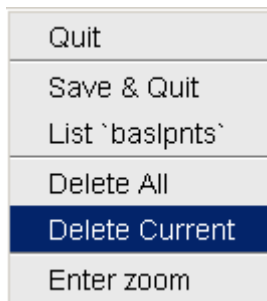 Quit
Save & Quit
List `baslpnts`
Delete All
Delete Current
Enter zoom